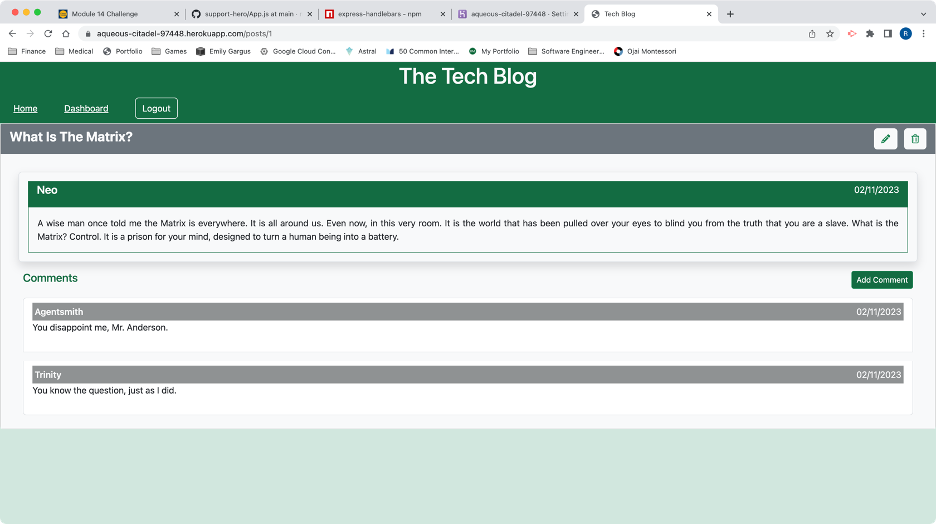 Module 14 Challenge
support-hero/App.js at main · r
express-handlebars - npm
aqueous-citadel-97448 · Setti
Tech Blog
aqueous-citadel-97448.herokuapp.com/posts/1
R
Finance
Medical
Portfolio
Games
Emily Gargus
Google Cloud Con...
Astral
50 Common Inter...
My Portfolio
Software Engineer...
Ojai Montessori
The Tech Blog
Home
Dashboard
Logout
What Is The Matrix?
Neo
02/11/2023
A wise man once told me the Matrix is everywhere. It is all around us. Even now, in this very room. It is the world that has been pulled over your eyes to blind you from the truth that you are a slave. What is the
Matrix? Control. It is a prison for your mind, designed to turn a human being into a battery.
Comments
Add Comment
Agentsmith
02/11/2023
You disappoint me, Mr. Anderson.
Trinity
02/11/2023
You know the question, just as I did.